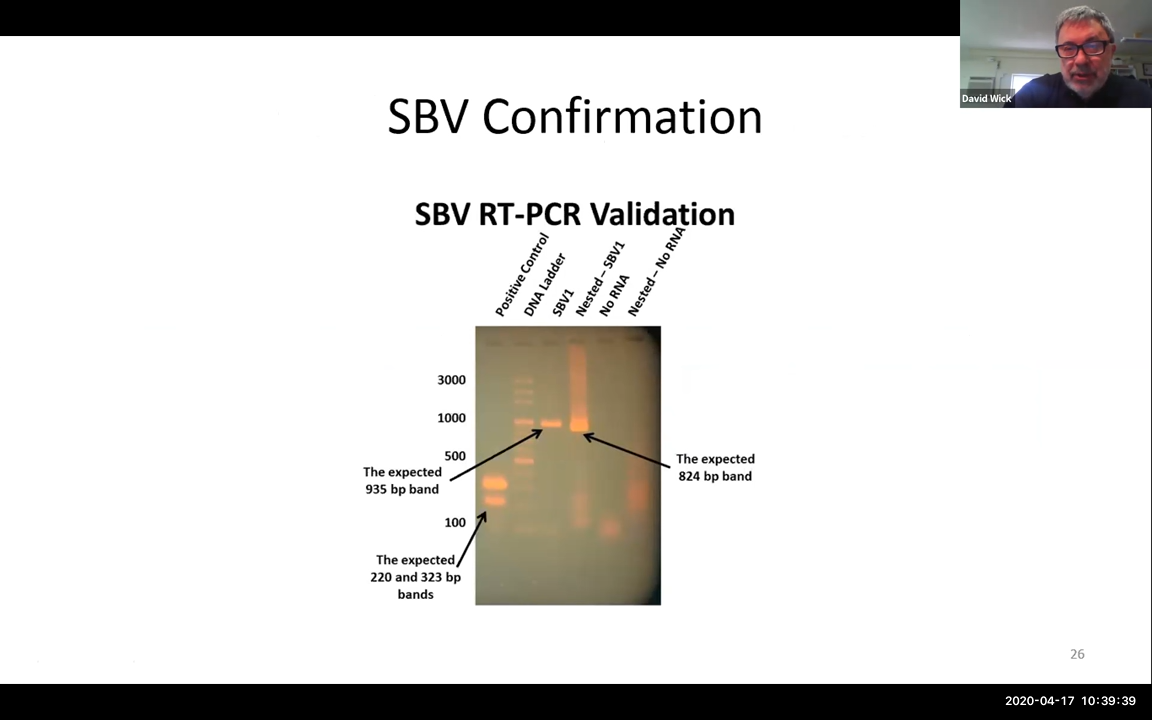 David Wick
SBV Confirmation
SBV RT-PCR Validation
Positive Control
DNA Ladder
SBV1
Nested – SBV1
No RNA
Nested – No RNA
3000
1000
500
100
The expected
935 bp band
The expected
824 bp band
The expected
220 and 323 bp
bands
26
2020-04-17 10:39:39